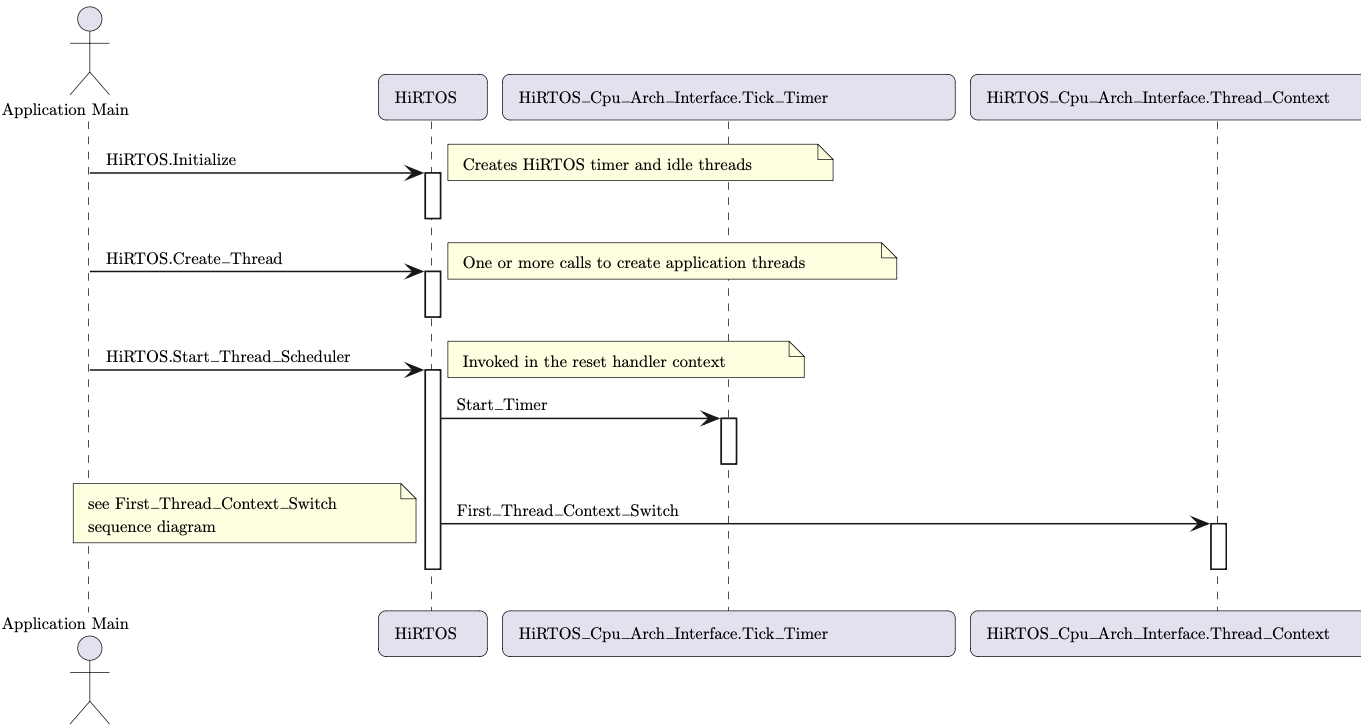 Application Main
HiRTOS
HiRTOS_Cpu_Arch_Interface.Tick_Timer
HiRTOS_Cpu_Arch_Interface.Thread_Context
HiRTOS.Initialize
Creates HiRTOS timer and idle threads
HiRTOS.Create_Thread
One or more calls to create application threads
HiRTOS.Start_Thread_Scheduler
Invoked in the reset handler context
Start_Timer
see First_Thread_Context_Switch
sequence diagram
First_Thread_Context_Switch
Application Main
HiRTOS
HiRTOS_Cpu_Arch_Interface.Tick_Timer
HiRTOS_Cpu_Arch_Interface.Thread_Context